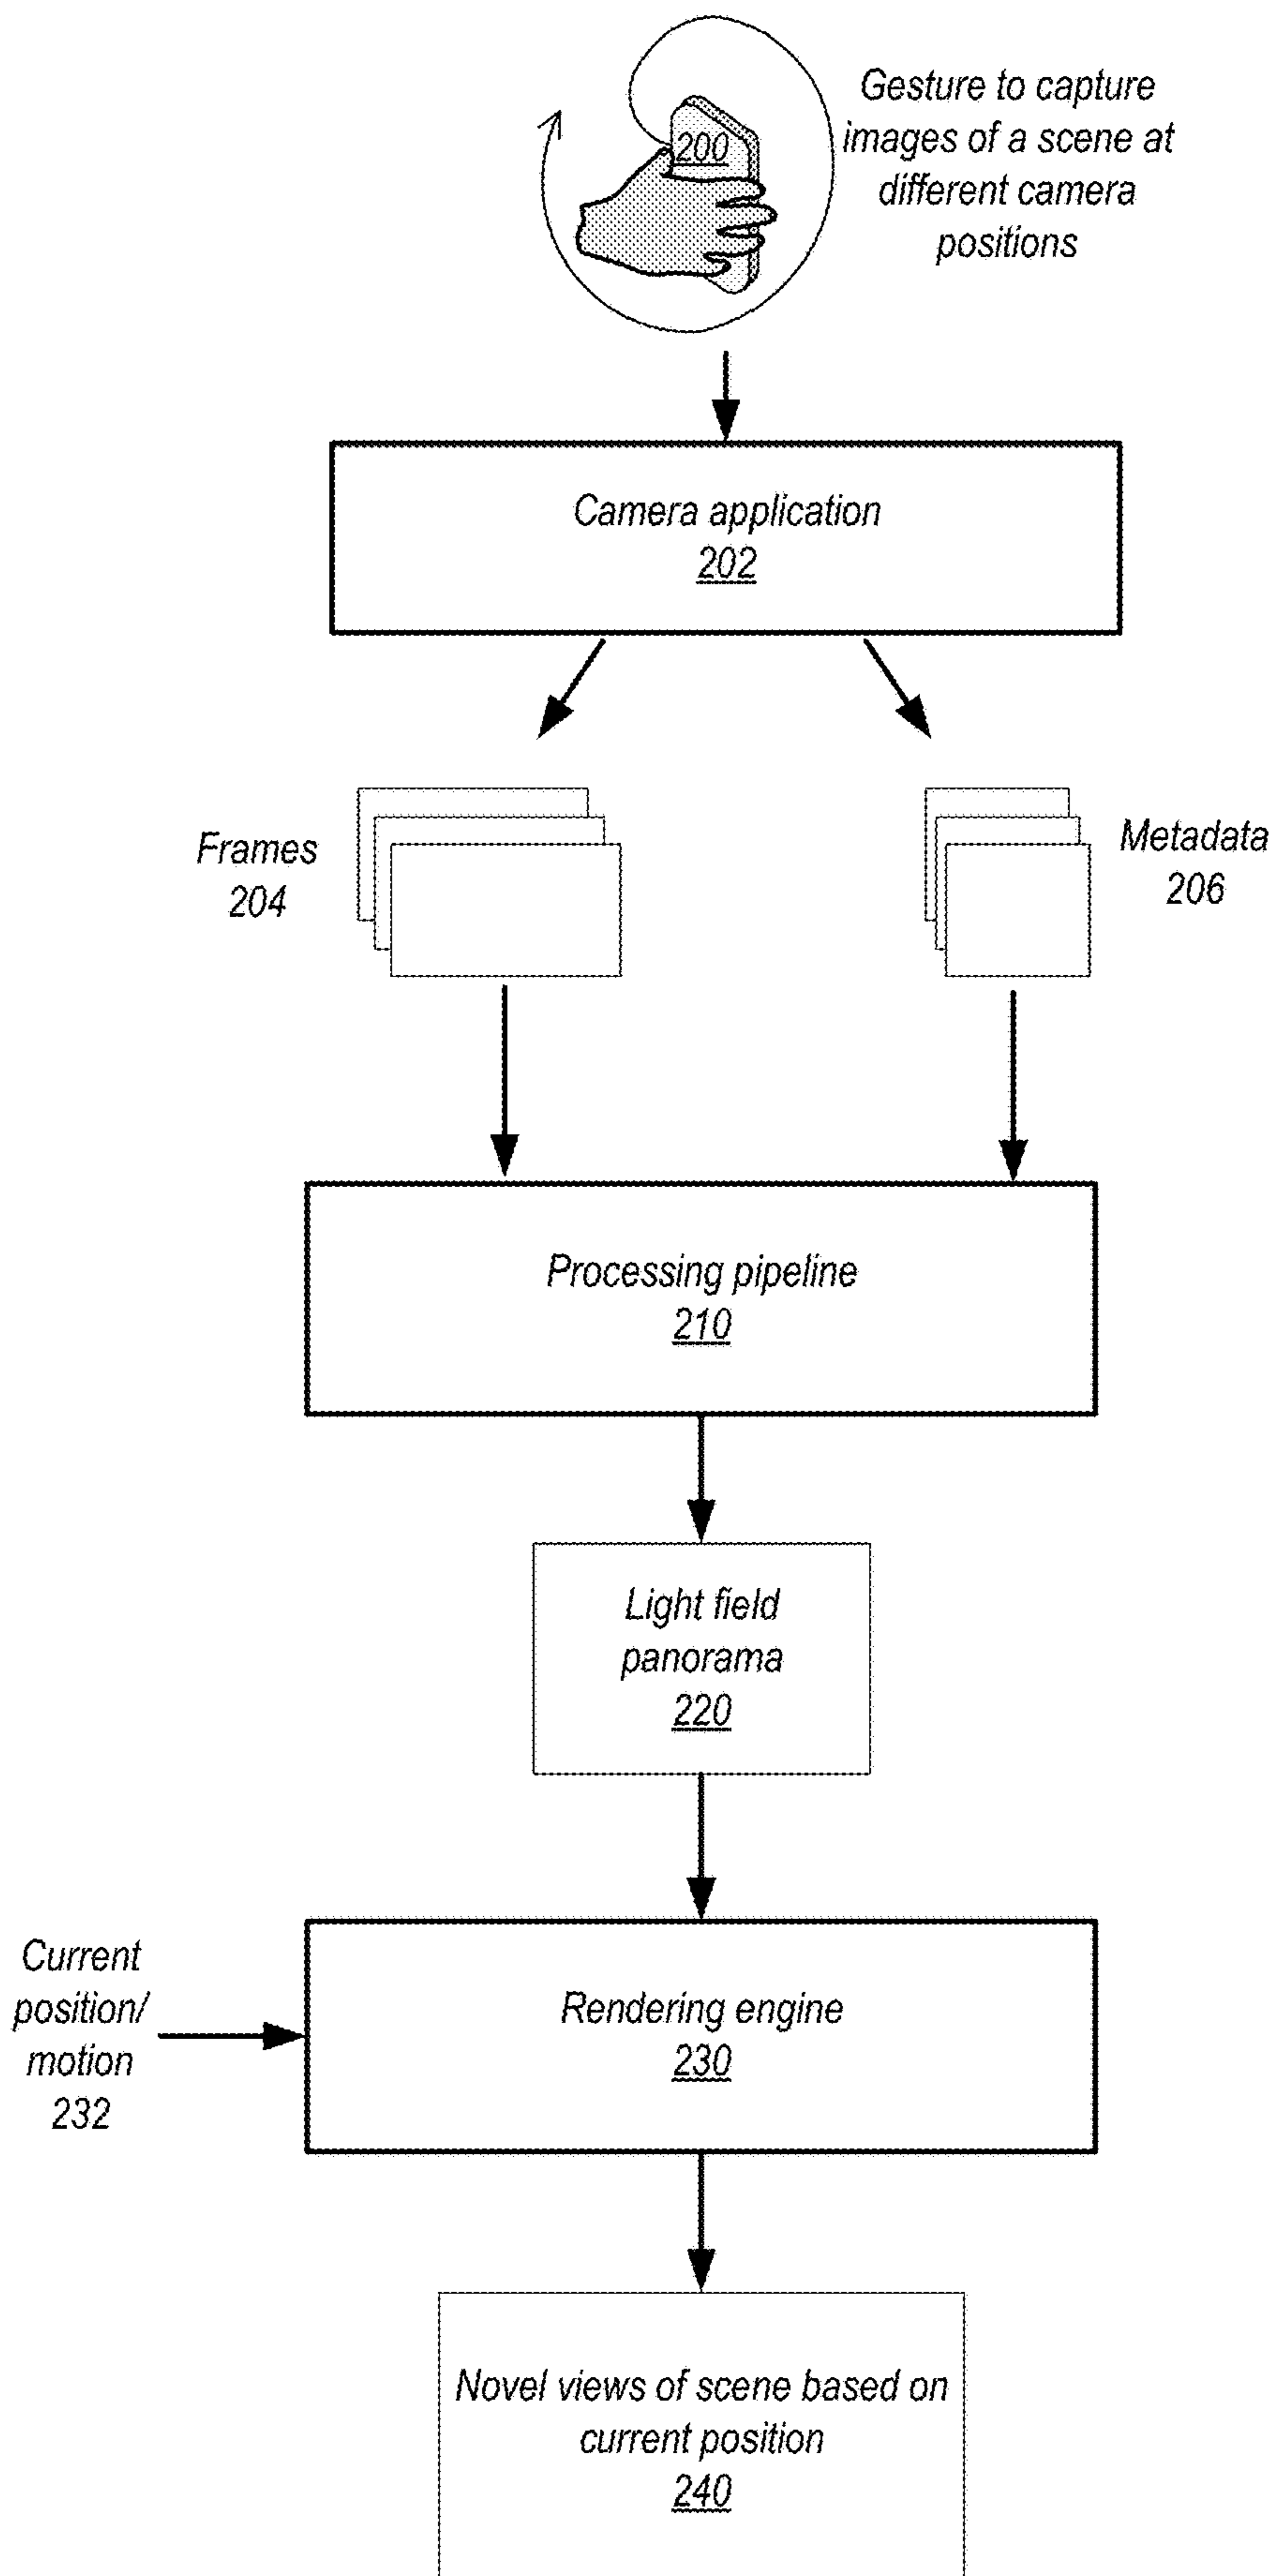 200
Gesture to capture
images of a scene at
different camera
positions
Camera application
202
Frames
204
Metadata
206
Processing pipeline
210
Light field
panorama
220
Current
position/
motion
232
Rendering engine
230
Novel views of scene based on
current position
240